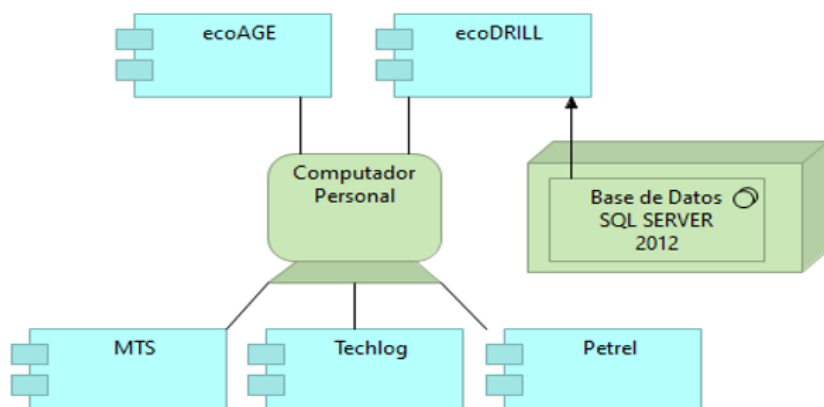 ecoAGE
ecoDRILL
Computador
Personal
Base de Datos
SQL SERVER
2012
MTS
Techlog
Petrel